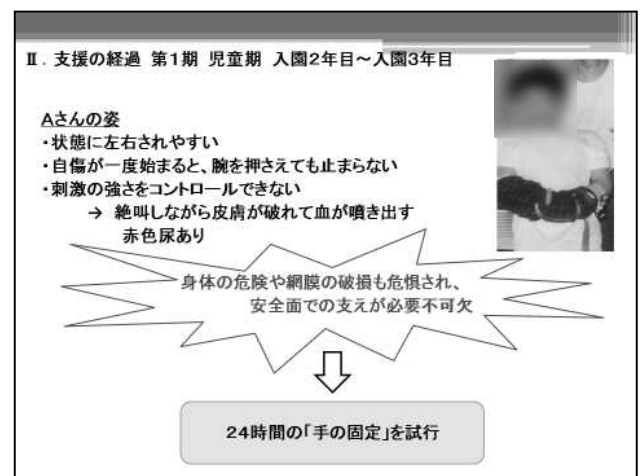 Ⅱ．支援の経過 第1期 児童期 入園2年目～入園3年目
Aさんの姿
・状態に左右されやすい
・自傷が一度始まると、腕を押さえても止まらない
・刺激の強さをコントロールできない
→ 絶叫しながら皮膚が破れて血が噴き出す
赤色尿あり
身体の危険や網膜の破損も危惧され、
安全面での支えが必要不可欠
24時間の「手の固定」を試行